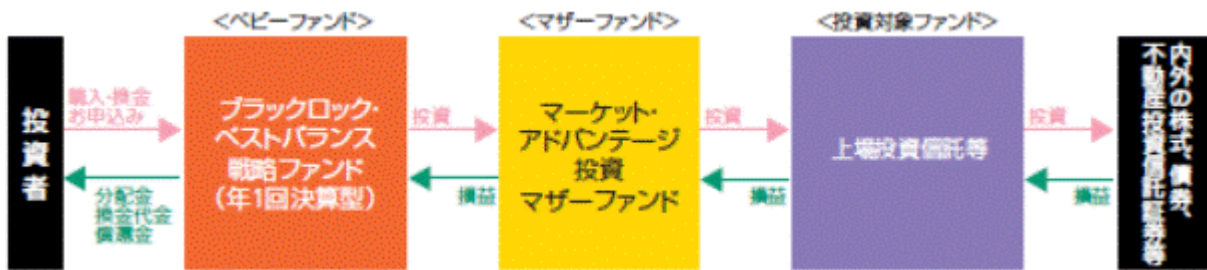 <ベビーファンド>
<マザーファンド>
<投資対象ファンド>
投資者
購入・換金
お申込み
分配金
換金代金
償還金
ブラックロック・
ベストバランス
戦略ファンド
(年1回決算型)
投資
損益
マーケット・
アドバンテージ
投資
マザーファンド
投資
損益
上場投資信託等
投資
損益
内外の株式、債券、
不動産投資信託証券等